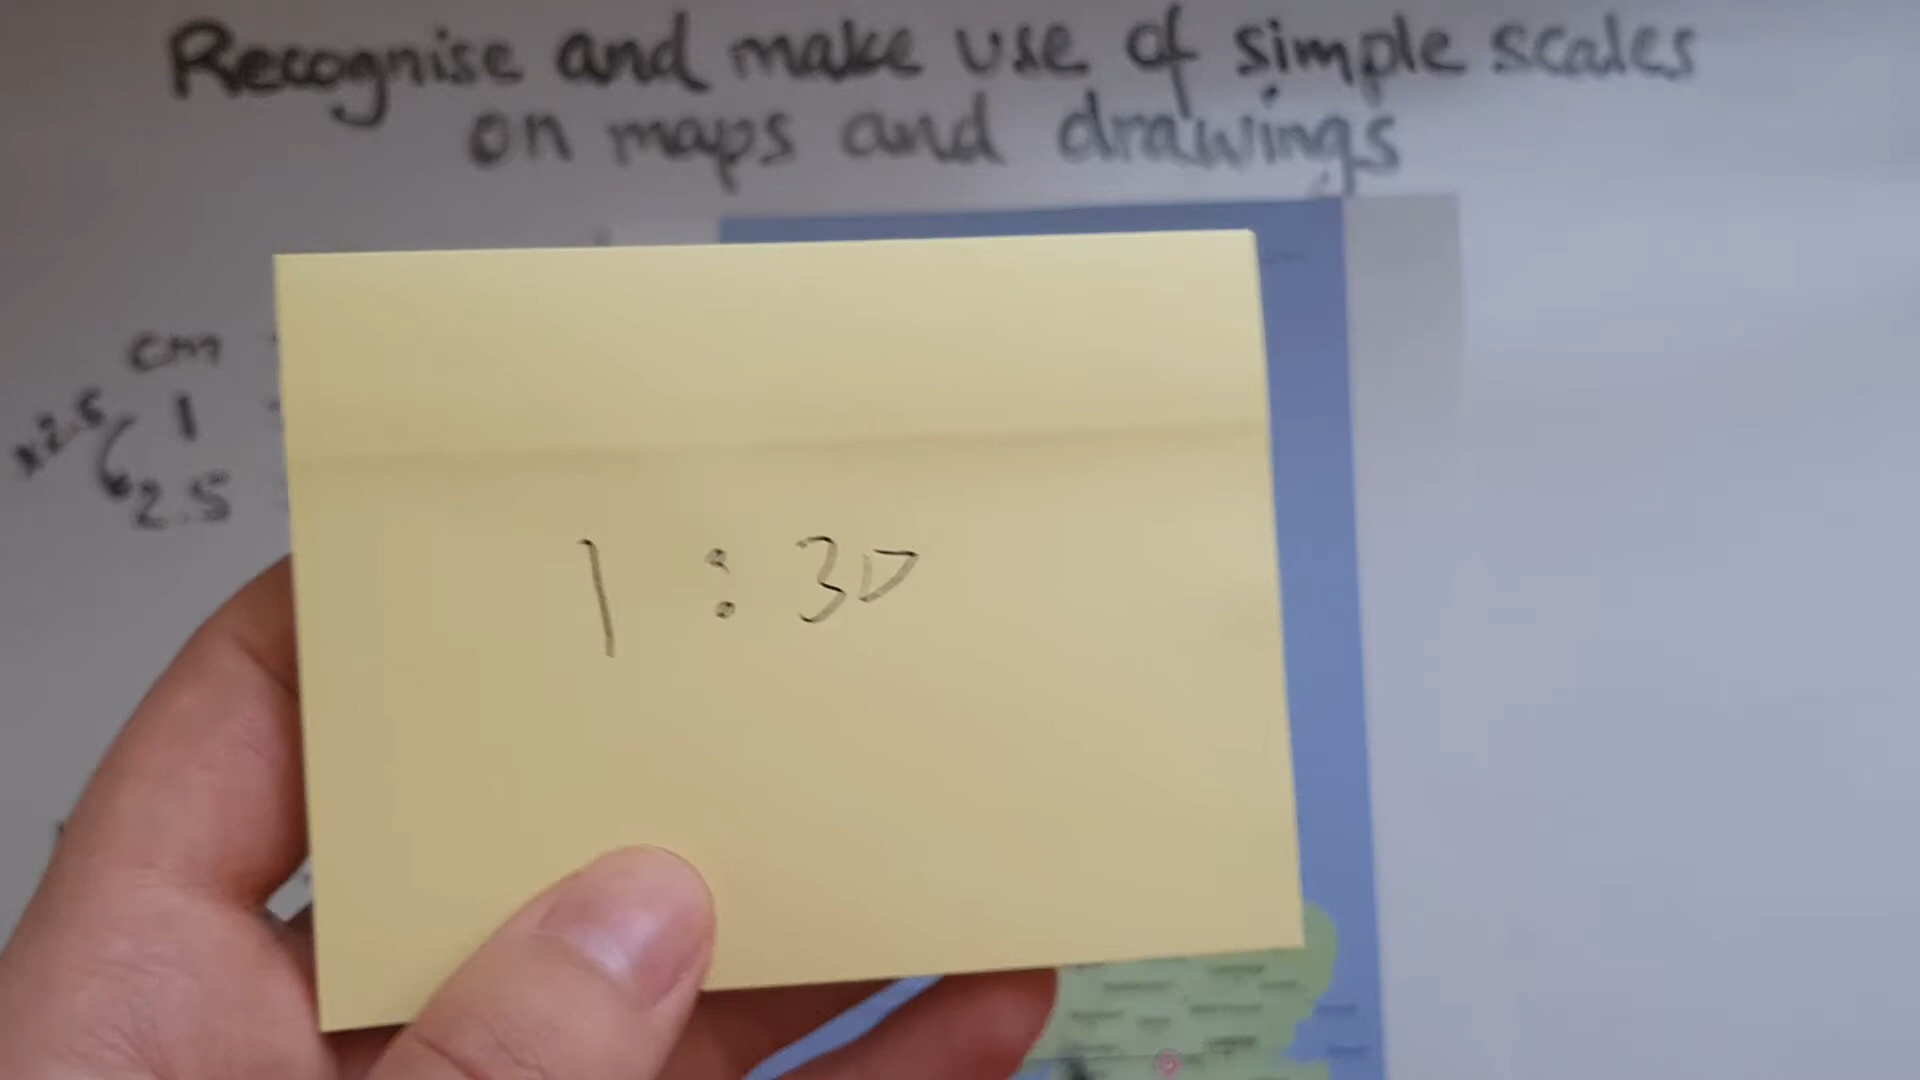 Recognise and make use of simple scales
on maps and drawings
cm
1
x2.5
2.5
1 : 30